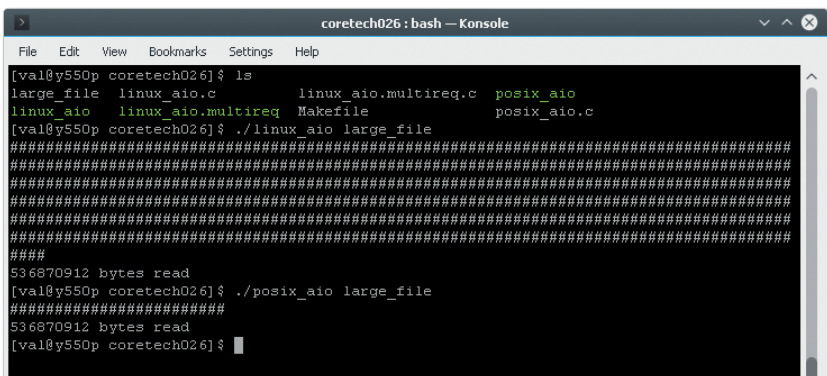 coretech026 : bash — Konsole
File Edit View Bookmarks Settings Help
[val@y550p coretech026]$ ls
large_file linux_aio.c linux_aio.multireq.c posix_aio
linux_aio linux_aio.multireq Makefile posix_aio.c
[val@y550p coretech026]$ ./linux_aio large_file
#######################################################################################
#######################################################################################
#######################################################################################
#######################################################################################
#######################################################################################
#######################################################################################
####
536870912 bytes read
[val@y550p coretech026]$ ./posix_aio large_file
########################
536870912 bytes read
[val@y550p coretech026]$